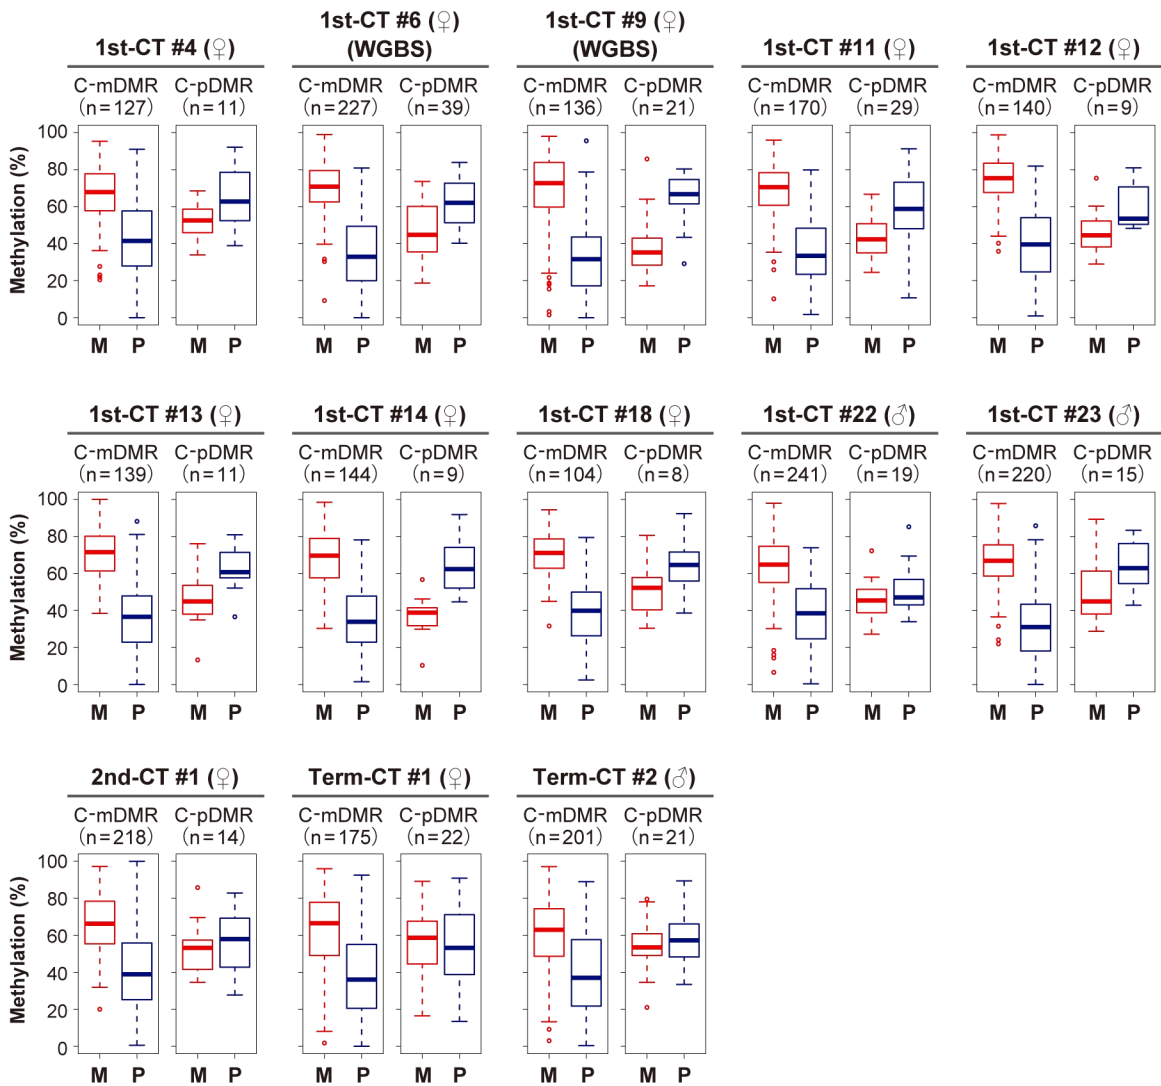 1st-CT #4 (♀)
1st-CT #6 (♀)
(WGBS)
1st-CT #9 (♀)
(WGBS)
1st-CT #11 (♀)
1st-CT #12 (♀)
C-mDMR C-pDMR C-mDMR C-pDMR C-mDMR C-pDMR C-mDMR C-pDMR C-mDMR C-pDMR
(n=127) (n=11) (n=227) (n=39) (n=136) (n=21) (n=170) (n=29) (n=140) (n=9)
Methylation (%)
100
80
60
40
20
0
M P M P M P M P M P M P M P M P M P M P
1st-CT #13 (♀) 1st-CT #14 (♀) 1st-CT #18 (♀) 1st-CT #22 (♂) 1st-CT #23 (♂)
C-mDMR C-pDMR C-mDMR C-pDMR C-mDMR C-pDMR C-mDMR C-pDMR C-mDMR C-pDMR
(n=139) (n=11) (n=144) (n=9) (n=104) (n=8) (n=241) (n=19) (n=220) (n=15)
Methylation (%)
100
80
60
40
20
0
M P M P M P M P M P M P M P M P M P M P
2nd-CT #1 (♀) Term-CT #1 (♀) Term-CT #2 (♂)
C-mDMR C-pDMR C-mDMR C-pDMR C-mDMR C-pDMR
(n=218) (n=14) (n=175) (n=22) (n=201) (n=21)
Methylation (%)
100
80
60
40
20
0
M P M P M P M P M P M P